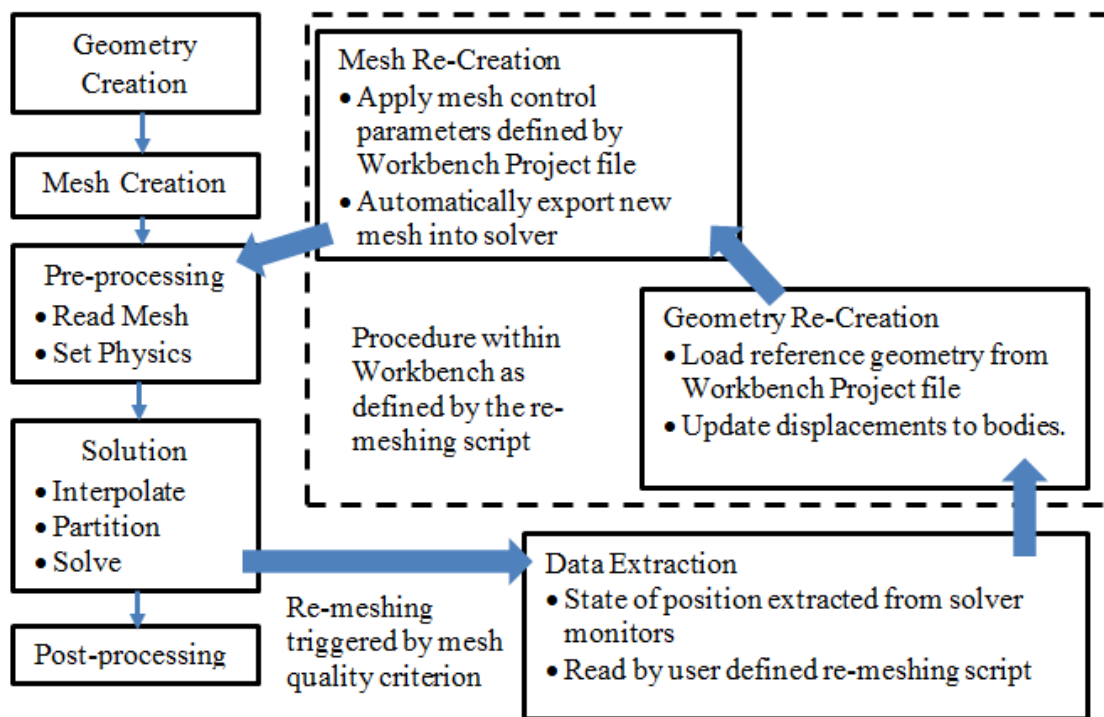 Geometry
Creation
Mesh Creation
Pre-processing
• Read Mesh
• Set Physics
Solution
• Interpolate
• Partition
• Solve
Post-processing
Re-meshing
triggered by mesh
quality criterion
Data Extraction
• State of position extracted from solver
monitors
• Read by user defined re-meshing script
Geometry Re-Creation
• Load reference geometry from
Workbench Project file
• Update displacements to bodies.
Mesh Re-Creation
• Apply mesh control
parameters defined by
Workbench Project file
• Automatically export new
mesh into solver
Procedure within
Workbench as
defined by the re-
meshing script